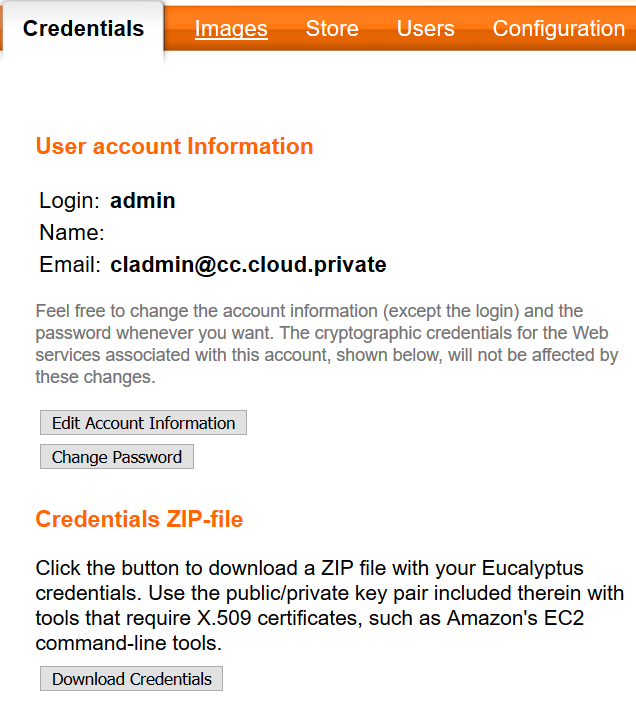 Credentials Images Store Users Configuration
User account Information
Login: admin
Name:
Email: cladmin@cc.cloud.private
Feel free to change the account information (except the login) and the
password whenever you want. The cryptographic credentials for the Web
services associated with this account, shown below, will not be affected by
these changes.
Edit Account Information
Change Password
Credentials ZIP-file
Click the button to download a ZIP file with your Eucalyptus
credentials. Use the public/private key pair included therein with
tools that require X.509 certificates, such as Amazon's EC2
command-line tools.
Download Credentials